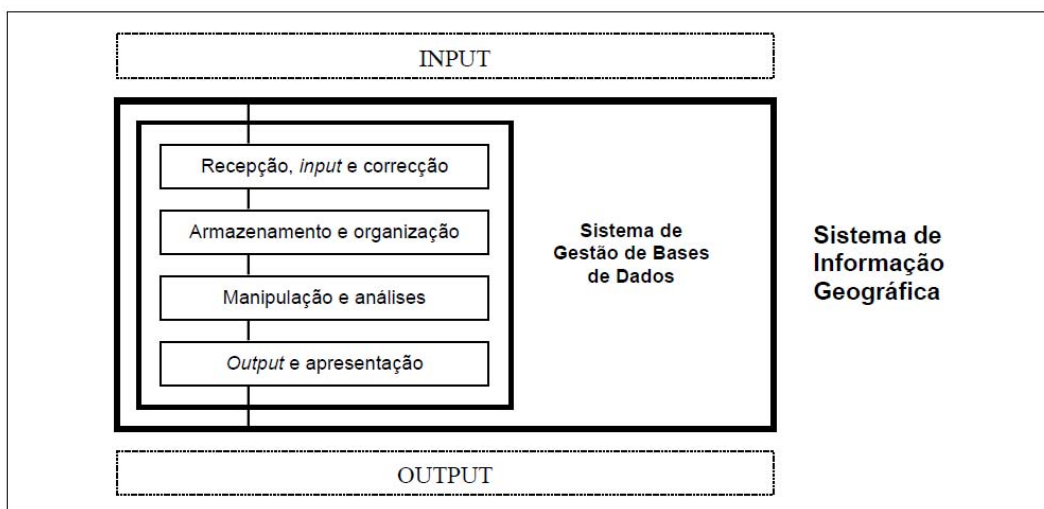 INPUT
Recepção, input e correcção
Armazenamento e organização
Manipulação e análises
Output e apresentação
Sistema de
Gestão de Bases
de Dados
Sistema de
Informação
Geográfica
OUTPUT